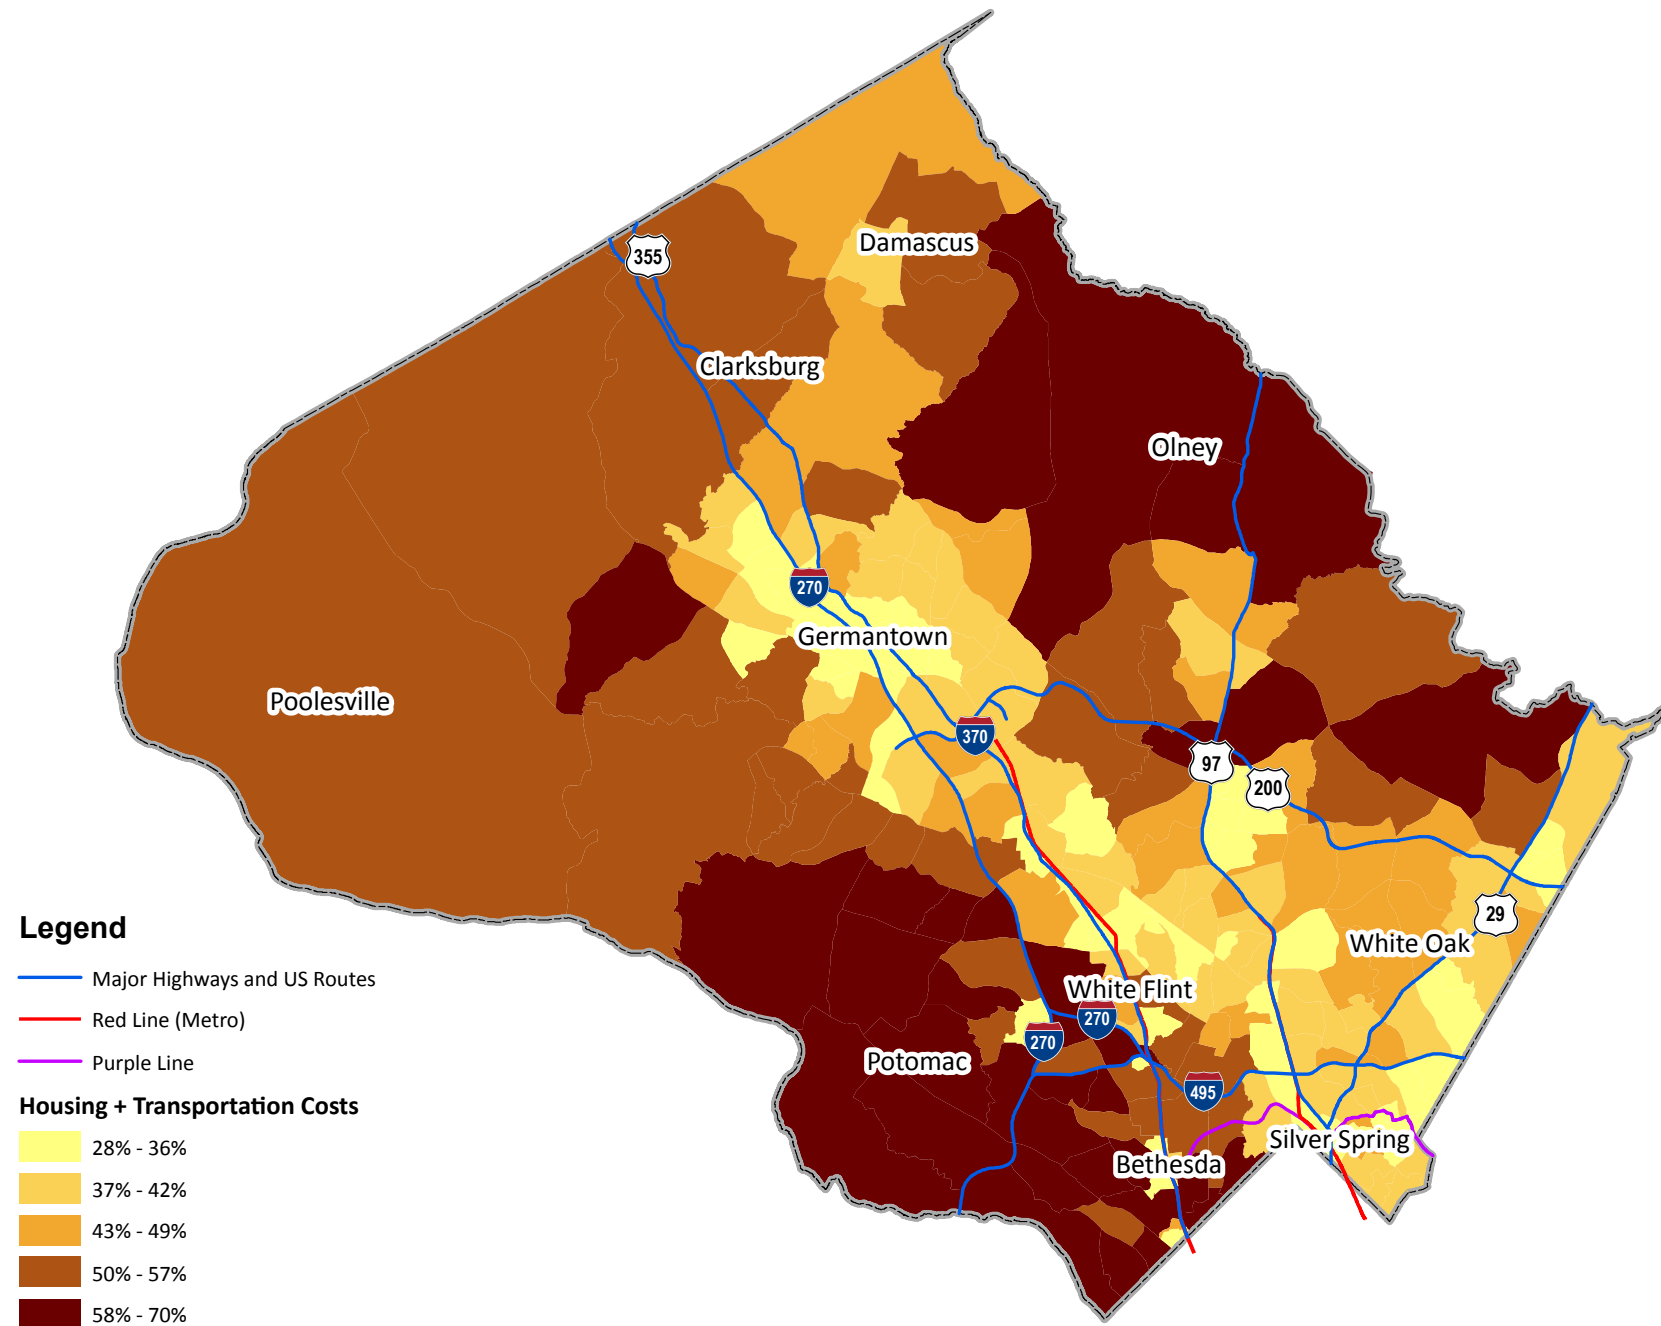 355
Damascus
Clarksburg
Olney
270
Germantown
Poolesville
370
97
200
29
White Oak
White Flint
270
270
Potomac
495
Silver Spring
Bethesda
Legend
Major Highways and US Routes
Red Line (Metro)
Purple Line
Housing + Transportation Costs
28% - 36%
37% - 42%
43% - 49%
50% - 57%
58% - 70%